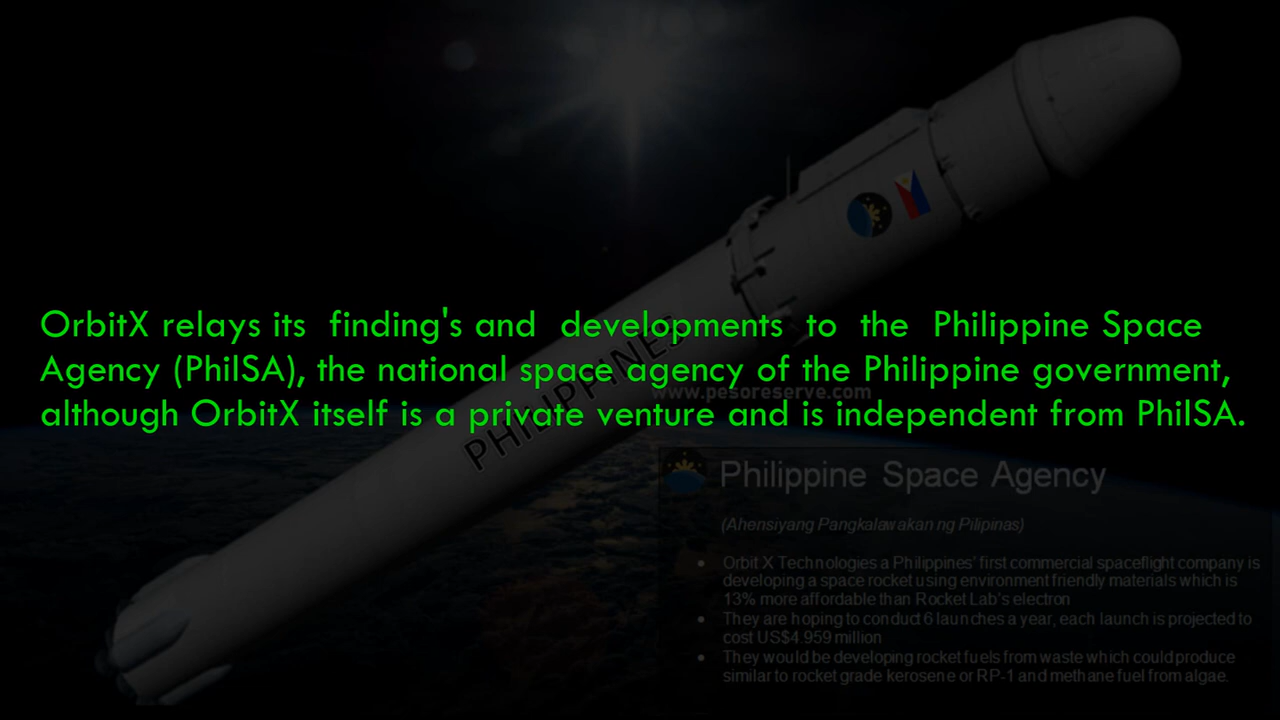 OrbitX relays its finding's and developments to the Philippine Space
Agency (PhilSA), the national space agency of the Philippine government,
although OrbitX itself is a private venture and is independent from PhilSA.
PHILIPPINES
www.pesoreserve.com
Philippine Space Agency
(Ahensiyang Pangkalawakan ng Pilipinas)
• Orbit X Technologies a Philippines' first commercial spaceflight company is
developing a space rocket using environment friendly materials which is
13% more affordable than Rocket Lab's electron
• They are hoping to conduct 6 launches a year, each launch is projected to
cost US$4.959 million
• They would be developing rocket fuels from waste which could produce
similar to rocket grade kerosene or RP-1 and methane fuel from algae.